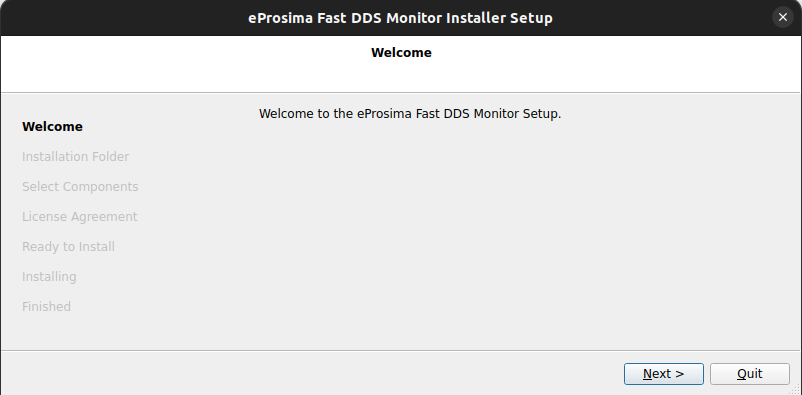 eProsima Fast DDS Monitor Installer Setup
Welcome
Welcome to the eProsima Fast DDS Monitor Setup.
Welcome
Installation Folder
Select Components
License Agreement
Ready to Install
Installing
Finished
Next >
Quit